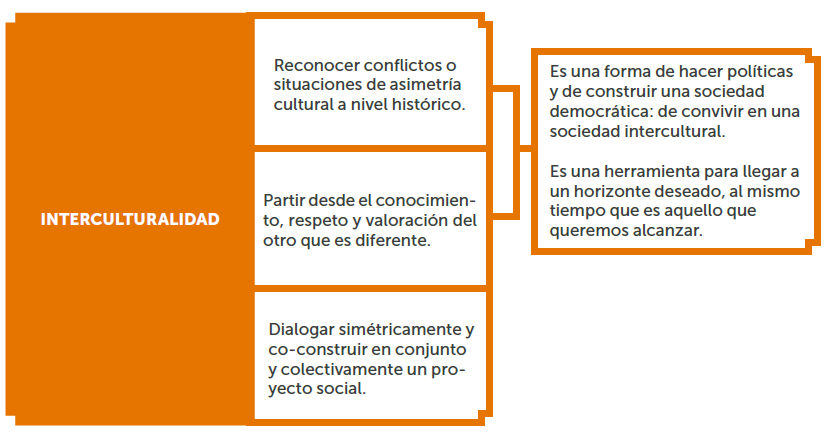 INTERCULTURALIDAD
Reconocer conflictos o
situaciones de asimetría
cultural a nivel histórico.
Partir desde el conocimien-
to, respeto y valoración del
otro que es diferente.
Dialogar simétricamente y
co-construir en conjunto
y colectivamente un pro-
yecto social.
Es una forma de hacer políticas
y de construir una sociedad
democrática: de convivir en una
sociedad intercultural.
Es una herramienta para llegar a
un horizonte deseado, al mismo
tiempo que es aquello que
queremos alcanzar.